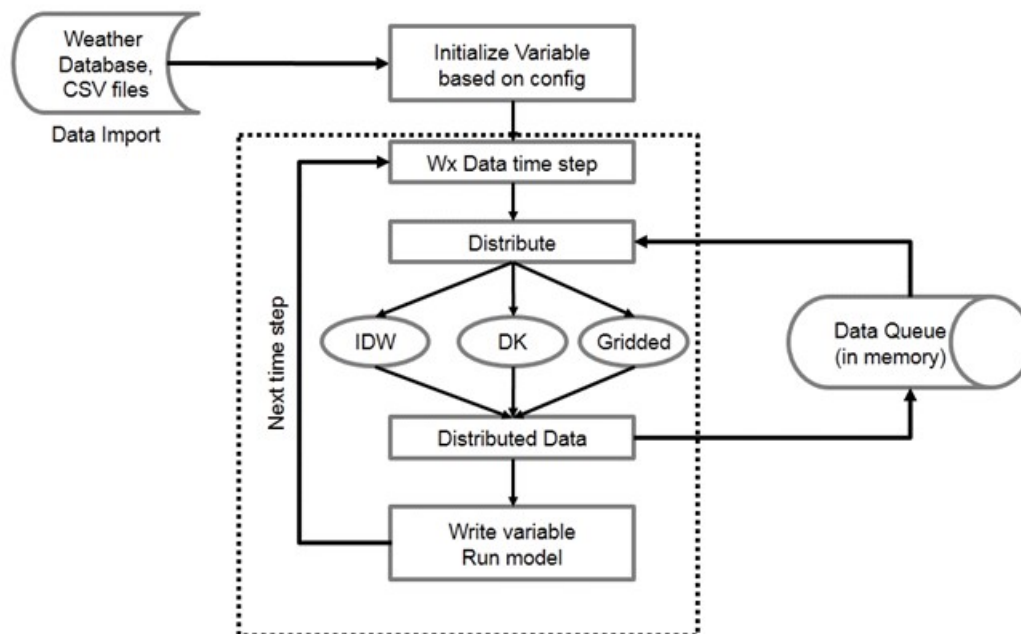 Weather
Database,
CSV files
Data Import
Initialize Variable
based on config
Wx Data time step
Distribute
IDW
DK
Gridded
Distributed Data
Write variable
Run model
Next time step
Data Queue
(in memory)